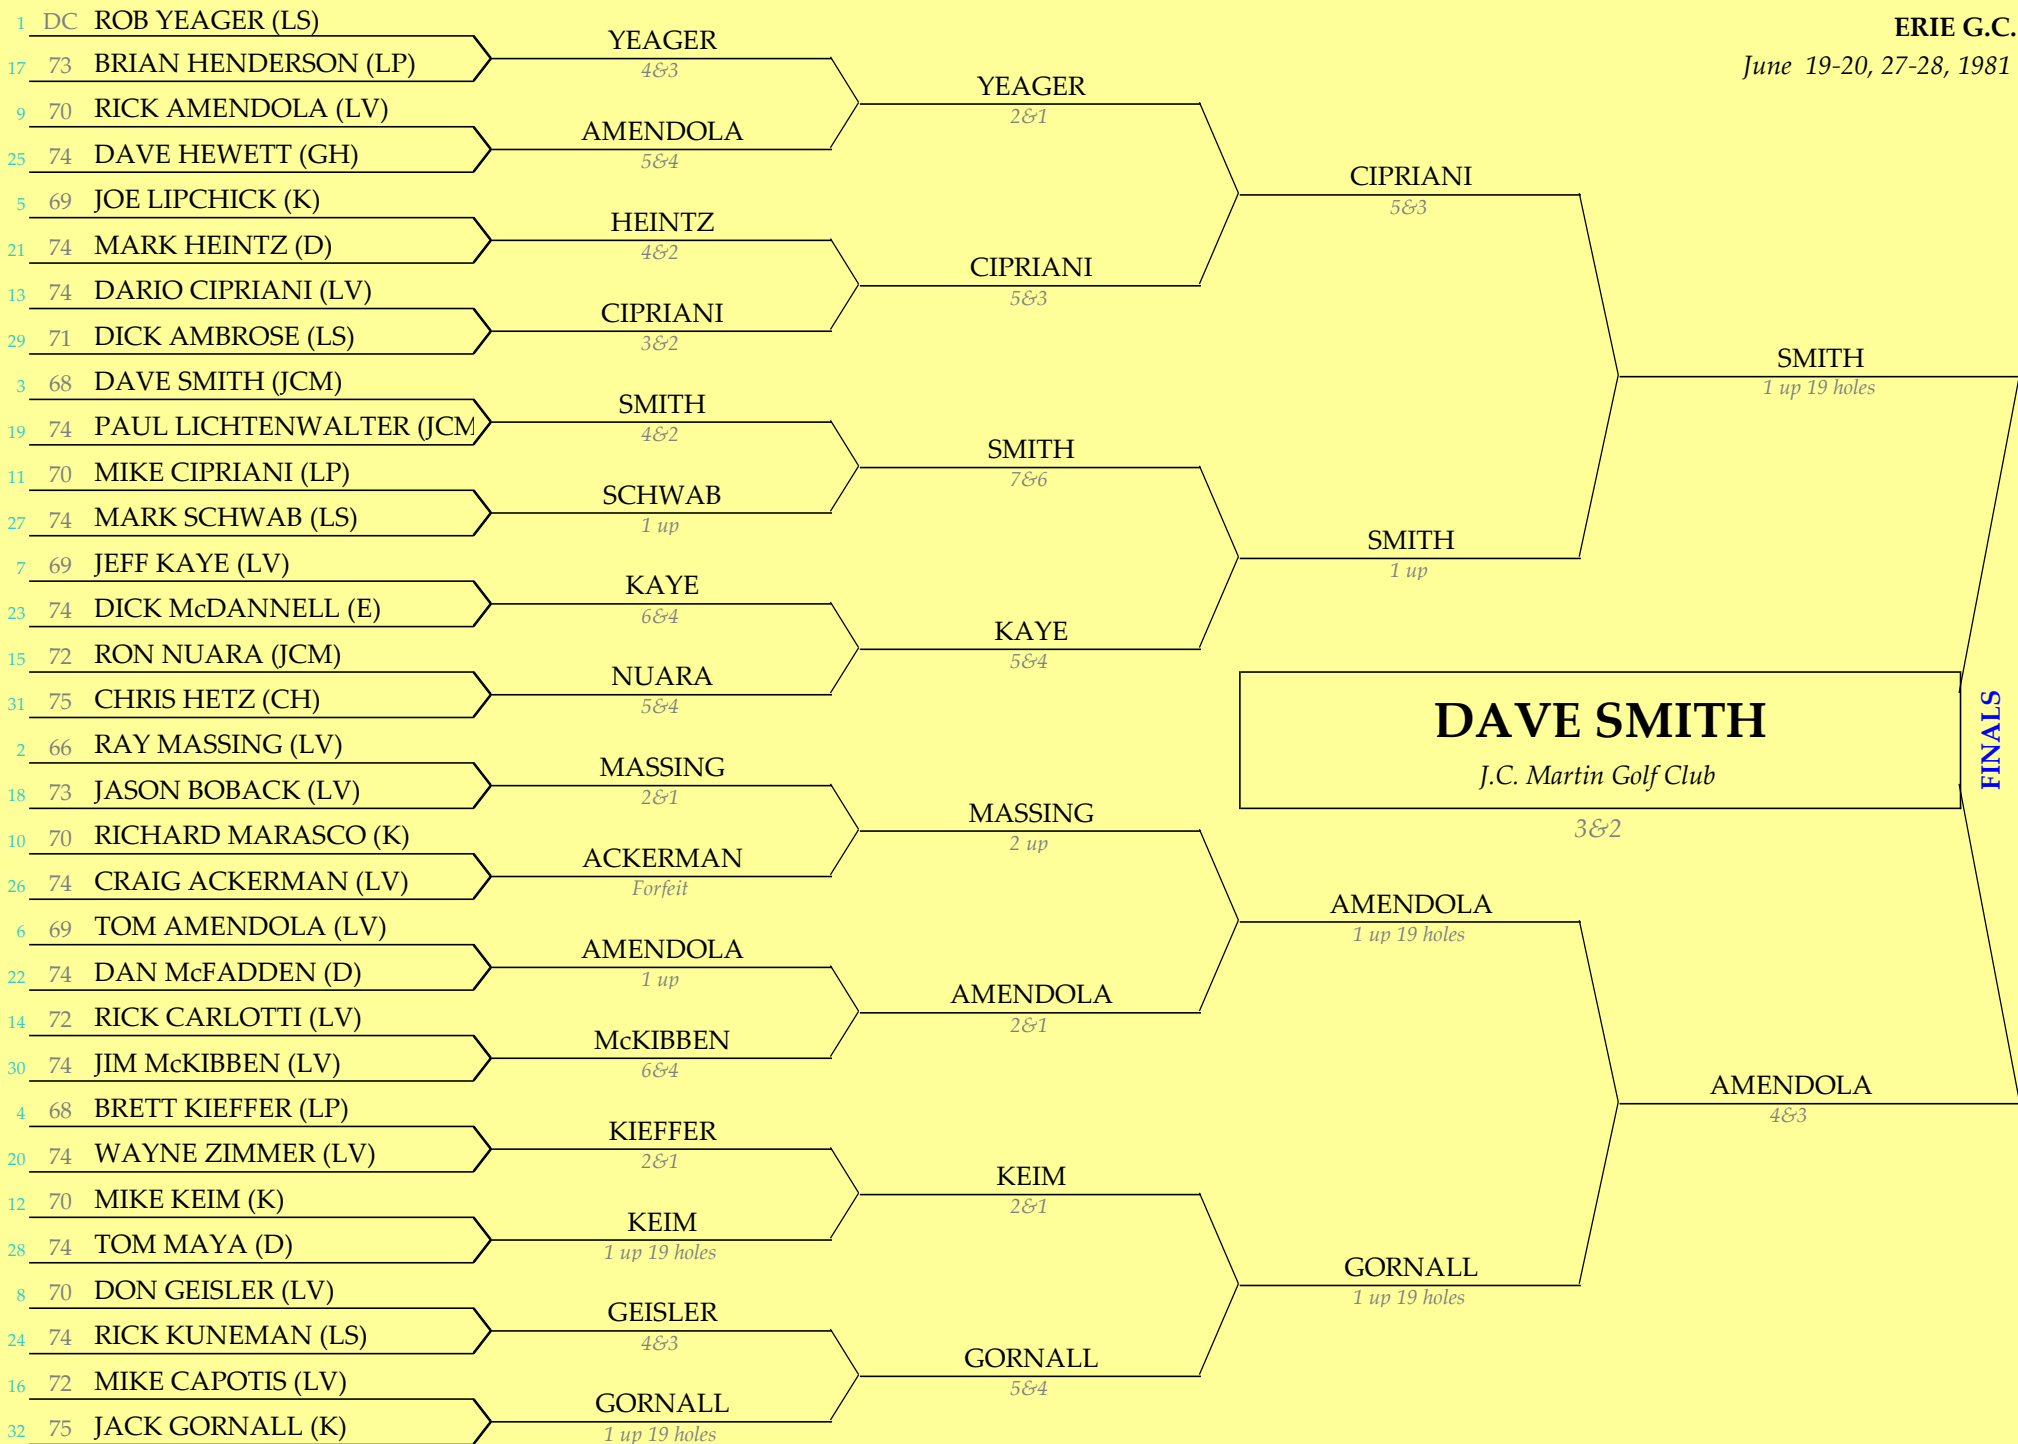 ERIE G.C.
June 19-20, 27-28, 1981
1 DC ROB YEAGER (LS)
17 73 BRIAN HENDERSON (LP)
9 70 RICK AMENDOLA (LV)
25 74 DAVE HEWETT (GH)
5 69 JOE LIPCHICK (K)
21 74 MARK HEINTZ (D)
13 74 DARIO CIPRIANI (LV)
29 71 DICK AMBROSE (LS)
3 68 DAVE SMITH (JCM)
19 74 PAUL LICHTENWALTER (JCM
11 70 MIKE CIPRIANI (LP)
27 74 MARK SCHWAB (LS)
7 69 JEFF KAYE (LV)
23 74 DICK McDANNELL (E)
15 72 RON NUARA (JCM)
31 75 CHRIS HETZ (CH)
2 66 RAY MASSING (LV)
18 73 JASON BOBACK (LV)
10 70 RICHARD MARASCO (K)
26 74 CRAIG ACKERMAN (LV)
6 69 TOM AMENDOLA (LV)
22 74 DAN McFADDEN (D)
14 72 RICK CARLOTTI (LV)
30 74 JIM McKIBBEN (LV)
4 68 BRETT KIEFFER (LP)
20 74 WAYNE ZIMMER (LV)
12 70 MIKE KEIM (K)
28 74 TOM MAYA (D)
8 70 DON GEISLER (LV)
24 74 RICK KUNEMAN (LS)
16 72 MIKE CAPOTIS (LV)
32 75 JACK GORNALL (K)
YEAGER
4&3
AMENDOLA
5&4
HEINTZ
4&2
CIPRIANI
3&2
SMITH
4&2
SCHWAB
1 up
KAYE
6&4
NUARA
5&4
MASSING
2&1
ACKERMAN
Forfeit
AMENDOLA
1 up
McKIBBEN
6&4
KIEFFER
2&1
KEIM
1 up 19 holes
GEISLER
4&3
GORNALL
1 up 19 holes
YEAGER
2&1
CIPRIANI
5&3
SMITH
7&6
KAYE
5&4
MASSING
2 up
AMENDOLA
2&1
KEIM
2&1
GORNALL
5&4
CIPRIANI
5&3
SMITH
1 up
AMENDOLA
1 up 19 holes
GORNALL
1 up 19 holes
SMITH
1 up 19 holes
AMENDOLA
4&3
FINALS
DAVE SMITH
J.C. Martin Golf Club
3&2